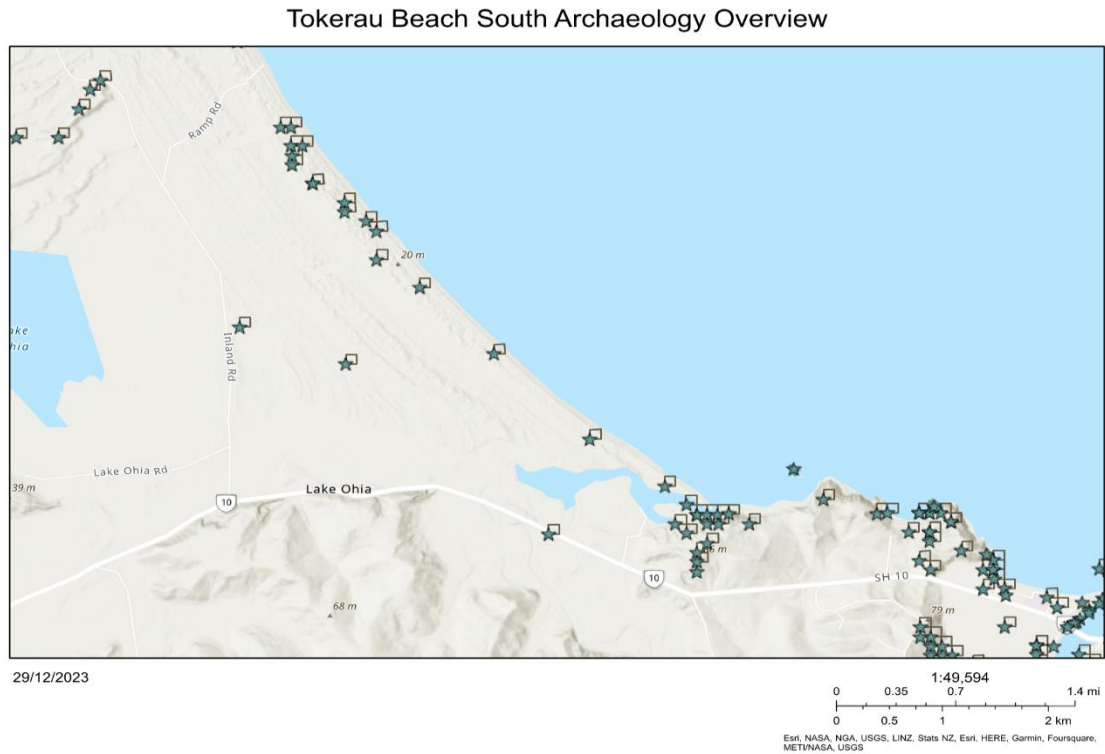 Tokerau Beach South Archaeology Overview
Ramp Rd
20 m
Inland Rd
Lake Ohia Rd
39 m
10
Lake Ohia
10
SH 10
68 m
79 m
29/12/2023
1:49,594
0 0.35 0.7 1.4 mi
0 0.5 1 2 km
Esri, NASA, NGA, USGS, LINZ, Stats NZ, Esri, HERE, Garmin, Foursquare,
METI/NASA, USGS